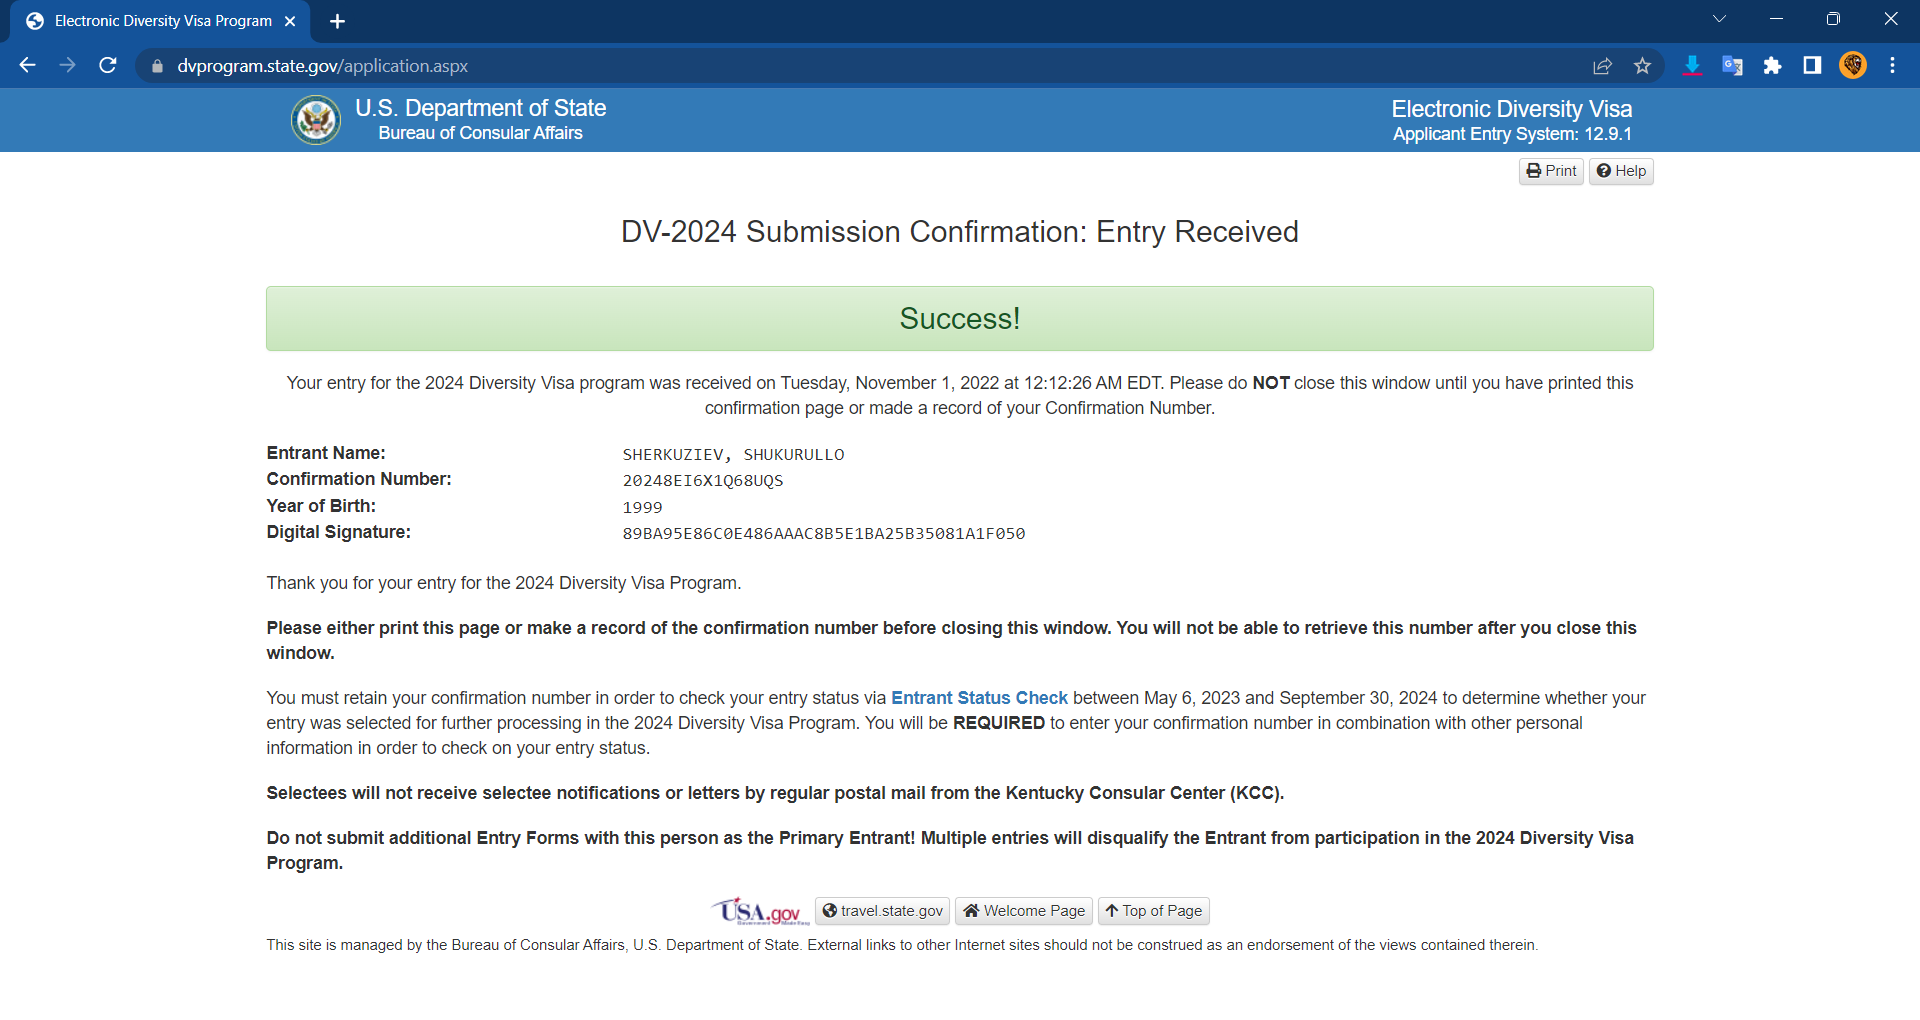 Electronic Diversity Visa Program
dvprogram.state.gov/application.aspx
U.S. Department of State
Bureau of Consular Affairs
Electronic Diversity Visa
Applicant Entry System: 12.9.1
Print
Help
DV-2024 Submission Confirmation: Entry Received
Success!
Your entry for the 2024 Diversity Visa program was received on Tuesday, November 1, 2022 at 12:12:26 AM EDT. Please do NOT close this window until you have printed this
confirmation page or made a record of your Confirmation Number.
Entrant Name: SHERKUZIEV, SHUKURULLO
Confirmation Number: 20248EI6X1Q68UQS
Year of Birth: 1999
Digital Signature: 89BA95E86C0E486AAAC8B5E1BA25B35081A1F050
Thank you for your entry for the 2024 Diversity Visa Program.
Please either print this page or make a record of the confirmation number before closing this window. You will not be able to retrieve this number after you close this
window.
You must retain your confirmation number in order to check your entry status via Entrant Status Check between May 6, 2023 and September 30, 2024 to determine whether your
entry was selected for further processing in the 2024 Diversity Visa Program. You will be REQUIRED to enter your confirmation number in combination with other personal
information in order to check on your entry status.
Selectees will not receive selectee notifications or letters by regular postal mail from the Kentucky Consular Center (KCC).
Do not submit additional Entry Forms with this person as the Primary Entrant! Multiple entries will disqualify the Entrant from participation in the 2024 Diversity Visa
Program.
USA.gov
travel.state.gov
Welcome Page
Top of Page
This site is managed by the Bureau of Consular Affairs, U.S. Department of State. External links to other Internet sites should not be construed as an endorsement of the views contained therein.